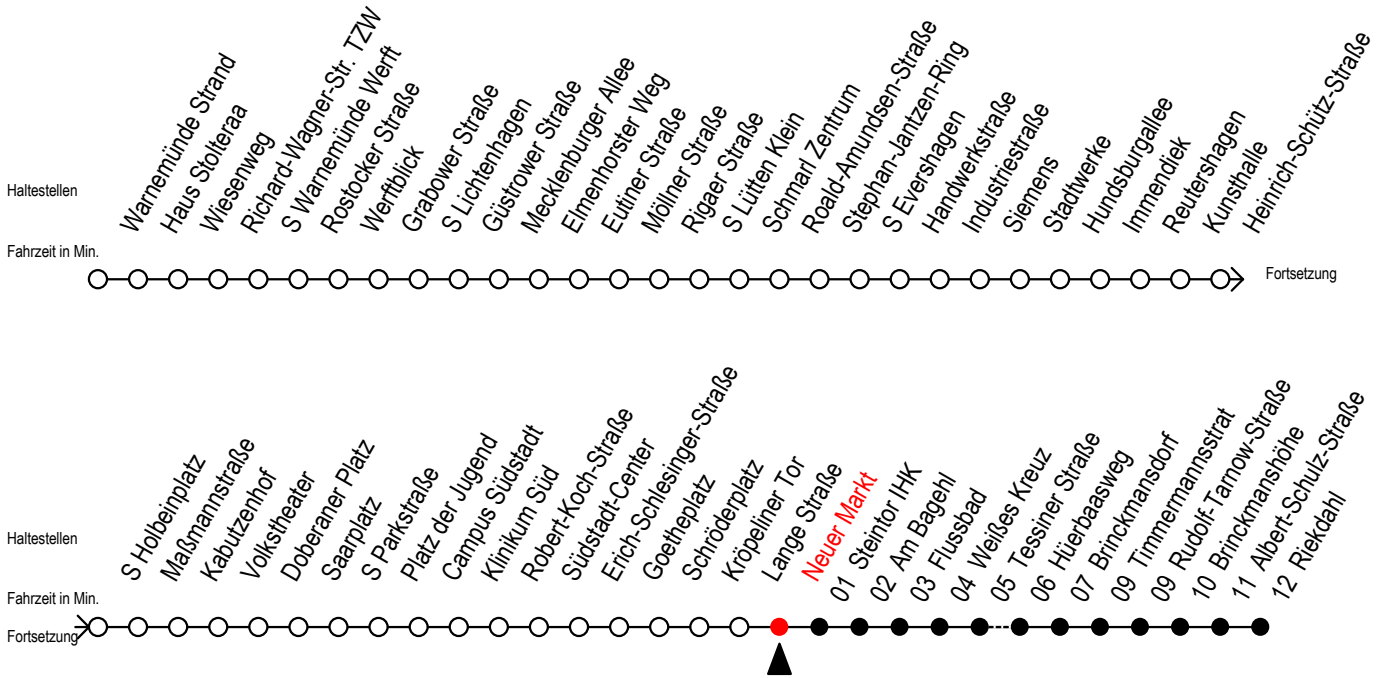 Haltestellen
Warnemünde Strand
Haus Stolteraa
Wiesenweg
Richard-Wagner-Str. TZW
S Warnemünde Werft
Rostocker Straße
Werftblick
Grabower Straße
S Lichtenhagen
Güstrower Straße
Mecklenburger Allee
Elmenhorster Weg
Eutiner Straße
Möllner Straße
Rigaer Straße
S Lütten Klein
Schmarl Zentrum
Roald-Amundsen-Straße
Stephan-Jantzen-Ring
S Evershagen
Handwerkstraße
Industriestraße
Siemens
Stadtwerke
Hundsburgallee
Immendiek
Reutershagen
Kunsthalle
Heinrich-Schütz-Straße
Fahrzeit in Min.
Fortsetzung
Haltestellen
S Holbeinplatz
Maßmannstraße
Kabutzenhof
Volkstheater
Doberaner Platz
Saarplatz
S Parkstraße
Platz der Jugend
Campus Südstadt
Klinikum Süd
Robert-Koch-Straße
Südstadt-Center
Erich-Schlesinger-Straße
Goetheplatz
Schröderplatz
Kröpeliner Tor
Lange Straße
Neuer Markt
01 Steintor IHK
02 Am Bagehl
03 Flussbad
04 Weißes Kreuz
05 Tessiner Straße
06 Hüerbaasweg
07 Brinckmansdorf
09 Timmermannsstrat
09 Rudolf-Tarnow-Straße
10 Brinckmanshöhe
11 Albert-Schulz-Straße
12 Riekdahl
Fahrzeit in Min.
Fortsetzung